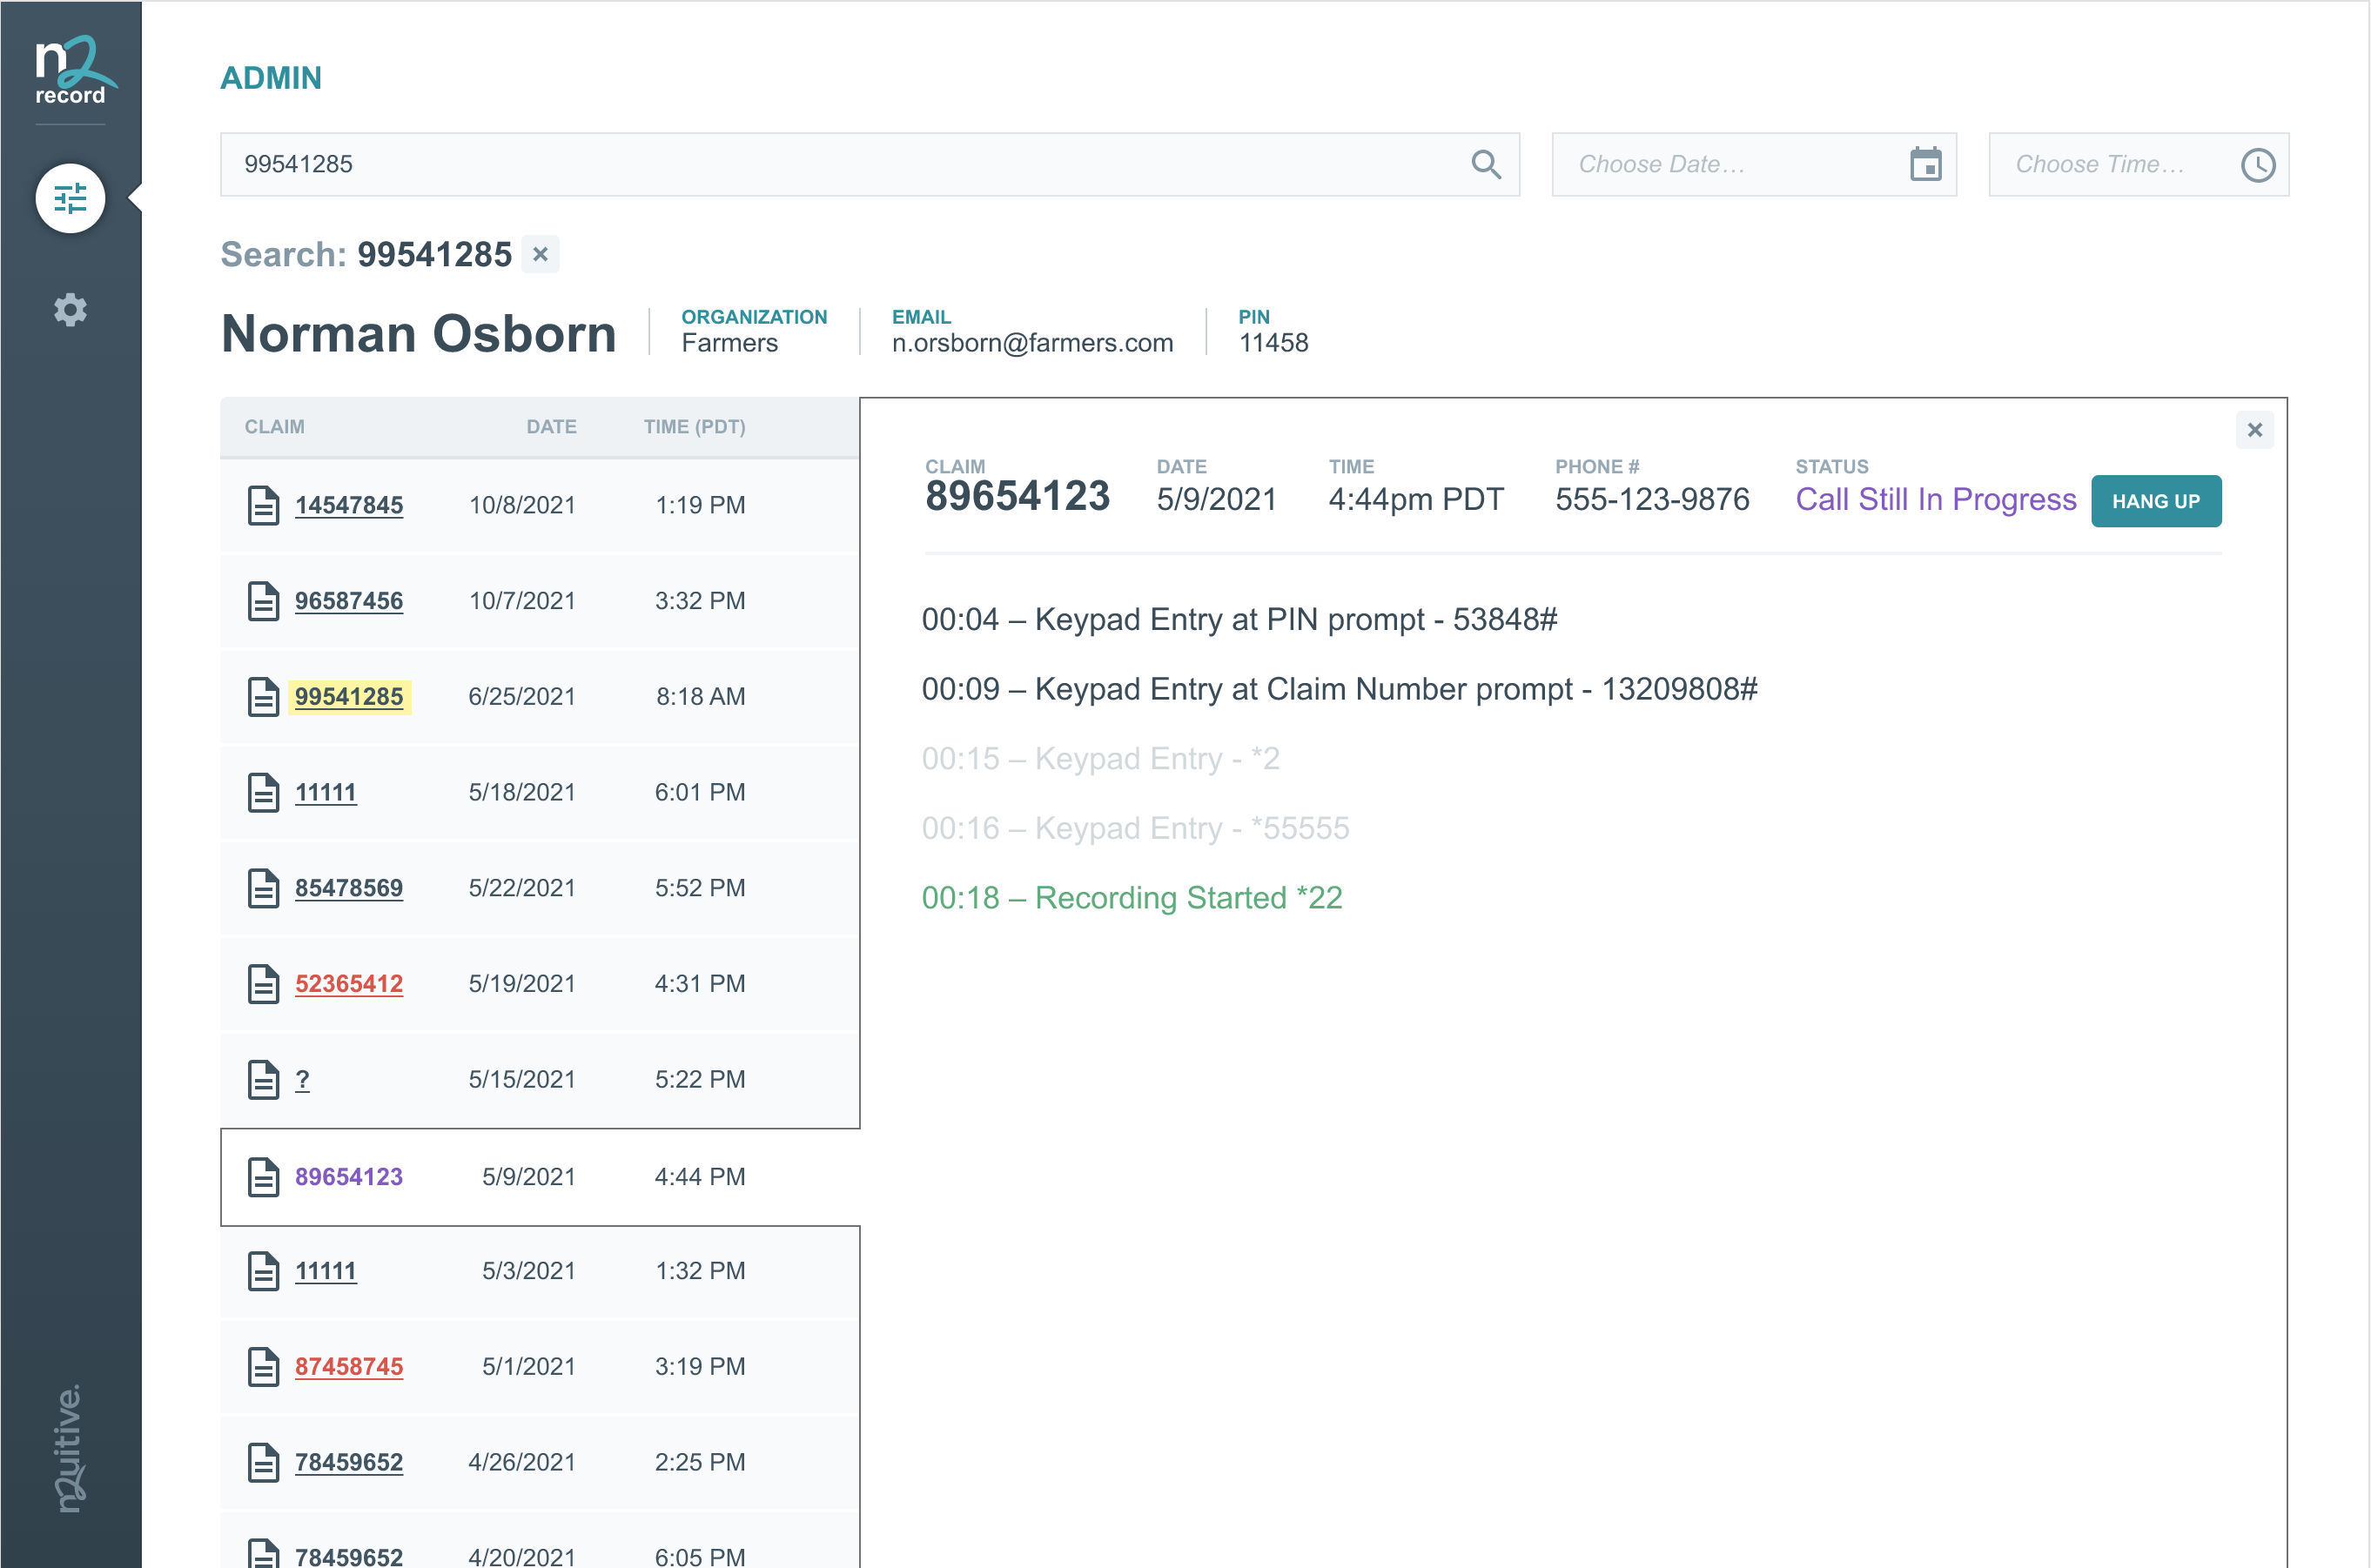 n2
record
ADMIN
99541285
Choose Date…
Choose Time…
Search: 99541285 ×
Norman Osborn
ORGANIZATION
Farmers
EMAIL
n.orsborn@farmers.com
PIN
11458
CLAIM DATE TIME (PDT)
14547845 10/8/2021 1:19 PM
96587456 10/7/2021 3:32 PM
99541285 6/25/2021 8:18 AM
11111 5/18/2021 6:01 PM
85478569 5/22/2021 5:52 PM
52365412 5/19/2021 4:31 PM
? 5/15/2021 5:22 PM
89654123 5/9/2021 4:44 PM
11111 5/3/2021 1:32 PM
87458745 5/1/2021 3:19 PM
78459652 4/26/2021 2:25 PM
78459652 4/20/2021 6:05 PM
×
CLAIM DATE TIME PHONE # STATUS
89654123 5/9/2021 4:44pm PDT 555-123-9876 Call Still In Progress HANG UP
00:04 – Keypad Entry at PIN prompt - 53848#
00:09 – Keypad Entry at Claim Number prompt - 13209808#
00:15 – Keypad Entry - *2
00:16 – Keypad Entry - *55555
00:18 – Recording Started *22
n2uitive.